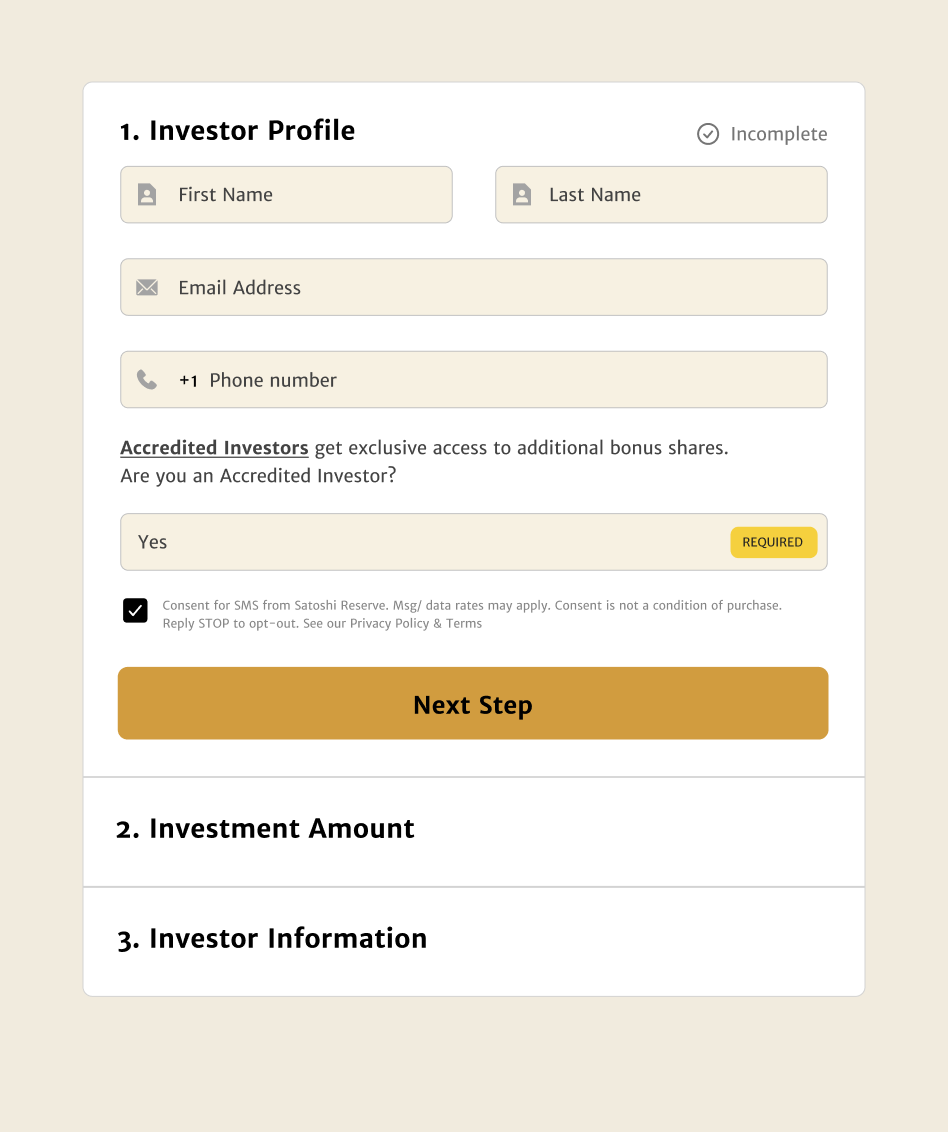 1. Investor Profile
Incomplete
First Name
Last Name
Email Address
+1 Phone number
Accredited Investors get exclusive access to additional bonus shares.
Are you an Accredited Investor?
Yes
REQUIRED
Consent for SMS from Satoshi Reserve. Msg/ data rates may apply. Consent is not a condition of purchase.
Reply STOP to opt-out. See our Privacy Policy & Terms
Next Step
2. Investment Amount
3. Investor Information